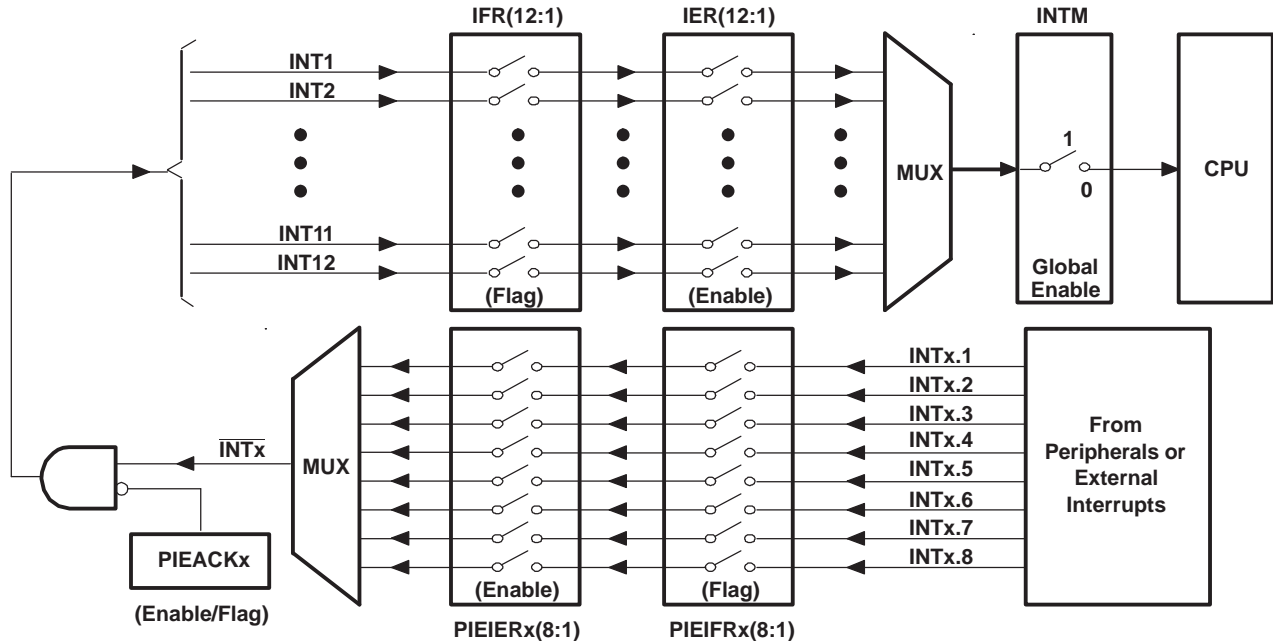 IFR(12:1)
IER(12:1)
INTM
INT1
INT2
1
MUX
CPU
0
INT11
INT12
Global
Enable
(Flag)
(Enable)
INTx.1
INTx.2
INTx.3
INTx.4
INTx.5
INTx.6
INTx.7
INTx.8
From
Peripherals or
External
Interrupts
INTx
MUX
PIEACKx
(Enable/Flag)
(Enable)
(Flag)
PIEIERx(8:1)
PIEIFRx(8:1)